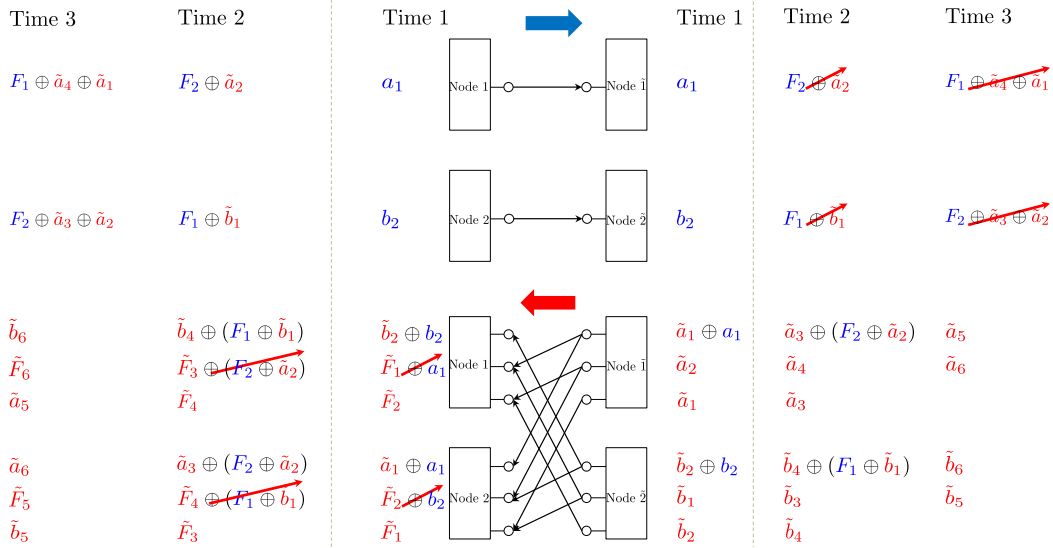 Time 3 Time 2 Time 1 Time 1 Time 2 Time 3
F₁ ⊕ ã₄ ⊕ ã₁ F₂ ⊕ ã₂ a₁ Node 1 Node 1̃ a₁ F₂ ⊕ ã₂ F₁ ⊕ ã₄ ⊕ ã₁
F₂ ⊕ ã₃ ⊕ ã₂ F₁ ⊕ b̃₁ b₂ Node 2 Node 2̃ b₂ F₁ ⊕ b̃₁ F₂ ⊕ ã₃ ⊕ ã₂
b̃₆ b̃₄ ⊕ (F₁ ⊕ b̃₁) b̃₂ ⊕ b₂ ã₁ ⊕ a₁ ã₃ ⊕ (F₂ ⊕ ã₂) ã₅
F̃₆ F̃₃ ⊕ (F₂ ⊕ ã₂) F̃₁ ⊕ a₁ Node 1 Node 1̃ ã₂ ã₄ ã₆
ã₅ F̃₄ F̃₂ ã₁ ã₃
ã₆ ã₃ ⊕ (F₂ ⊕ ã₂) ã₁ ⊕ a₁ b̃₂ ⊕ b₂ b̃₄ ⊕ (F₁ ⊕ b̃₁) b̃₆
F̃₅ F̃₄ ⊕ (F₁ ⊕ b₁) F̃₂ ⊕ b₂ Node 2 Node 2̃ b̃₁ b̃₃ b̃₅
b̃₅ F̃₃ F̃₁ b̃₂ b̃₄